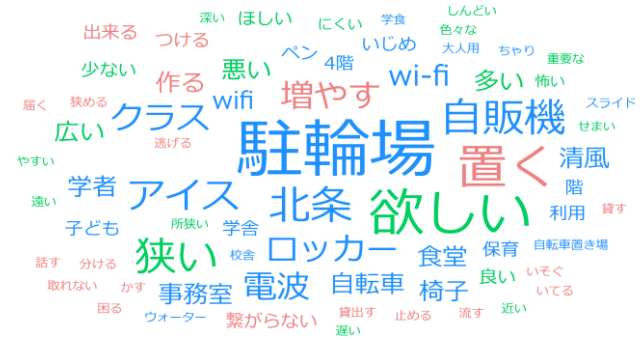 深い ほしい にくい 学食 しんどい
出来る つける ペン いじめ 色々な
4階 大人用 ちゃり
少ない 作る 悪い wi-fi 多い 重要な
怖い
届く 狭める wifi 増やす スライド
広い クラス 駐輪場 自販機 せまい
逃げる
やすい 置く 清風
学者 アイス 北条 欲しい 階
遠い 貸す
子ども 所狭い 学舎 利用
狭い 校舎 ロッカー 食堂 保育 自転車置き場
話す 分ける いそぐ
取れない かす 事務室 電波 自転車 椅子 良い いてる
困る ウォーター 繋がらない 貸出す 止める 流す 近い
遅い